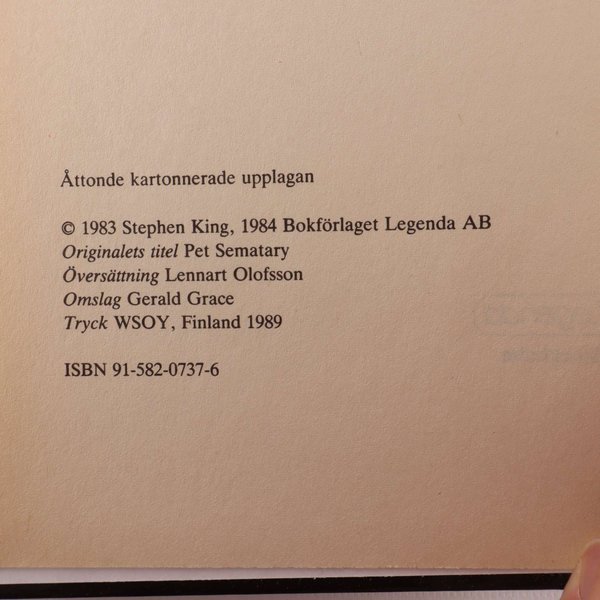 Åttonde kartonnerade upplagan
© 1983 Stephen King, 1984 Bokförlaget Legenda AB
Originalets titel Pet Sematary
Översättning Lennart Olofsson
Omslag Gerald Grace
Tryck WSOY, Finland 1989
ISBN 91-582-0737-6